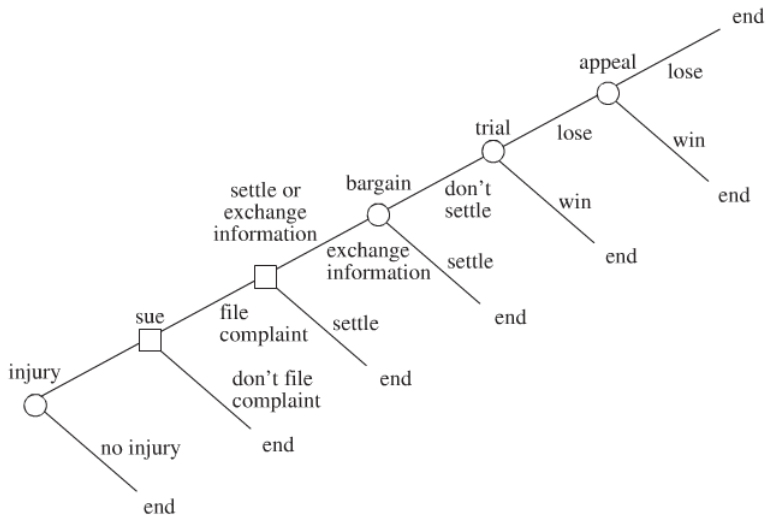 end
appeal
lose
trial
win
lose
bargain
end
don't
settle
settle or
exchange
information
win
exchange
information
settle
end
sue
file
complaint
settle
end
injury
don't file
complaint
end
no injury
end
end